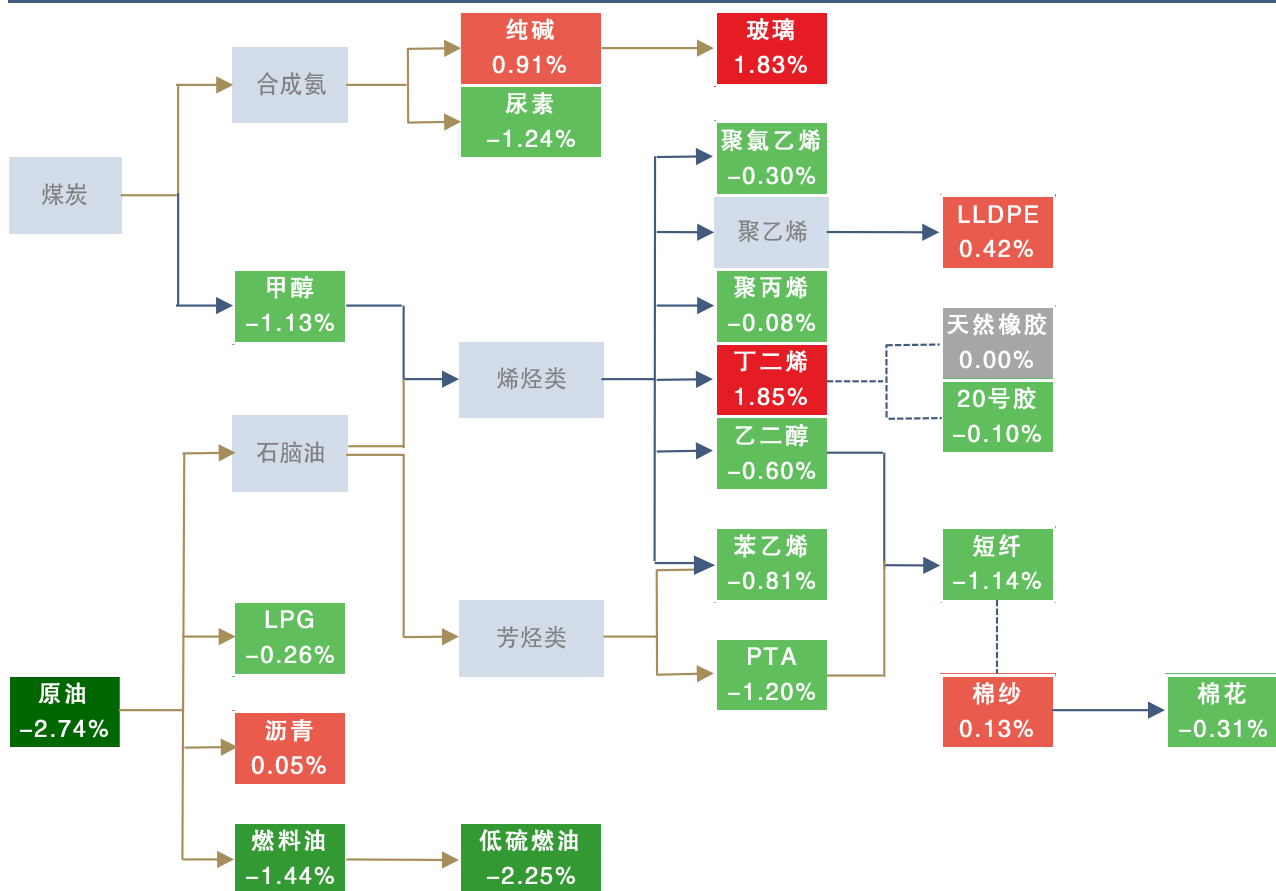 纯碱
0.91%
玻璃
1.83%
合成氨
尿素
-1.24%
煤炭
聚氯乙烯
-0.30%
聚乙烯
LLDPE
0.42%
甲醇
-1.13%
聚丙烯
-0.08%
天然橡胶
0.00%
烯烃类
丁二烯
1.85%
20号胶
-0.10%
石脑油
乙二醇
-0.60%
苯乙烯
-0.81%
短纤
-1.14%
LPG
-0.26%
芳烃类
PTA
-1.20%
原油
-2.74%
沥青
0.05%
棉纱
0.13%
棉花
-0.31%
燃料油
-1.44%
低硫燃油
-2.25%